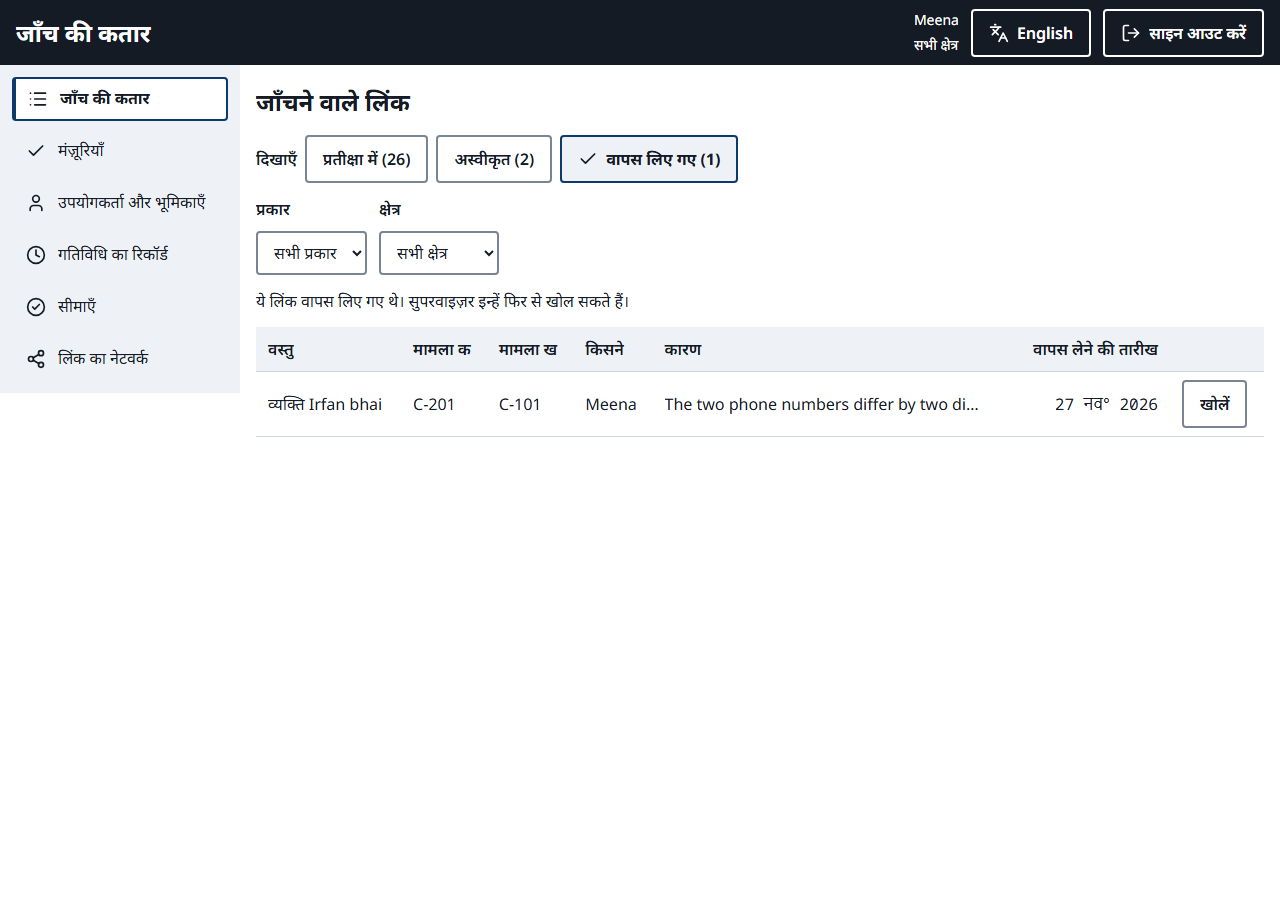 जाँच की कतार
Meena
सभी क्षेत्र
English
साइन आउट करें
जाँच की कतार
मंज़ूरियाँ
उपयोगकर्ता और भूमिकाएँ
गतिविधि का रिकॉर्ड
सीमाएँ
लिंक का नेटवर्क
जाँचने वाले लिंक
दिखाएँ प्रतीक्षा में (26) अस्वीकृत (2) वापस लिए गए (1)
प्रकार क्षेत्र
सभी प्रकार सभी क्षेत्र
ये लिंक वापस लिए गए थे। सुपरवाइज़र इन्हें फिर से खोल सकते हैं।
वस्तु मामला क मामला ख किसने कारण वापस लेने की तारीख
व्यक्ति Irfan bhai C-201 C-101 Meena The two phone numbers differ by two di... 27 नव॰ 2026 खोलें